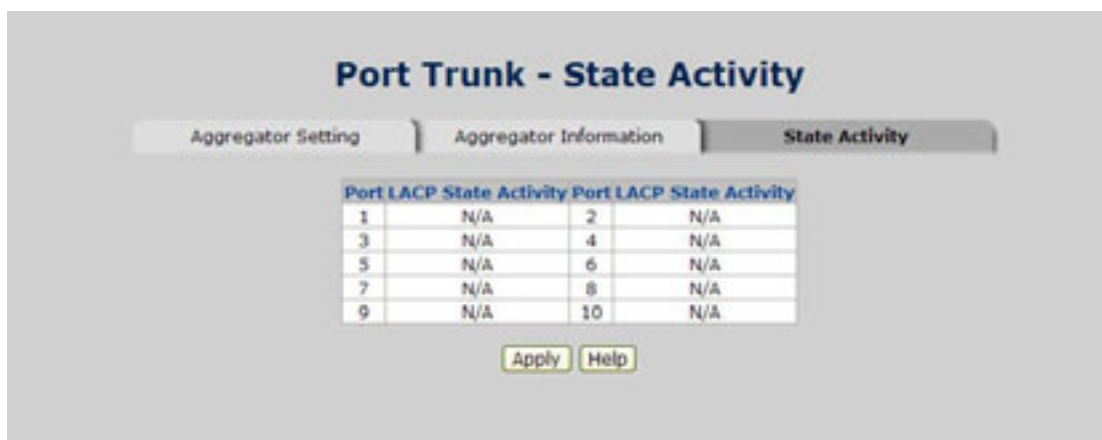 Port Trunk - State Activity
Aggregator Setting Aggregator Information State Activity
Port LACP State Activity Port LACP State Activity
1 N/A 2 N/A
3 N/A 4 N/A
5 N/A 6 N/A
7 N/A 8 N/A
9 N/A 10 N/A
Apply Help